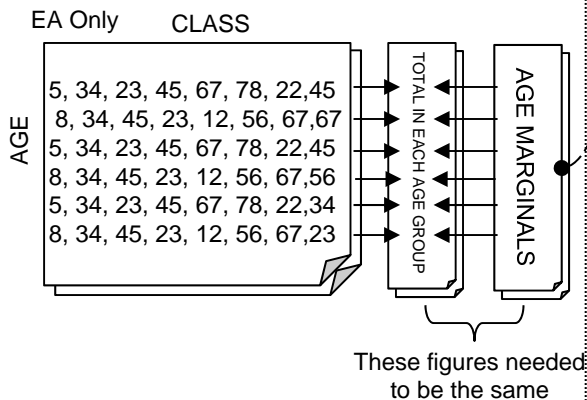 EA Only
CLASS
AGE
5, 34, 23, 45, 67, 78, 22,45
8, 34, 45, 23, 12, 56, 67,67
5, 34, 23, 45, 67, 78, 22,45
8, 34, 45, 23, 12, 56, 67,56
5, 34, 23, 45, 67, 78, 22,34
8, 34, 45, 23, 12, 56, 67,23
TOTAL IN EACH AGE GROUP
AGE MARGINALS
These figures needed
to be the same